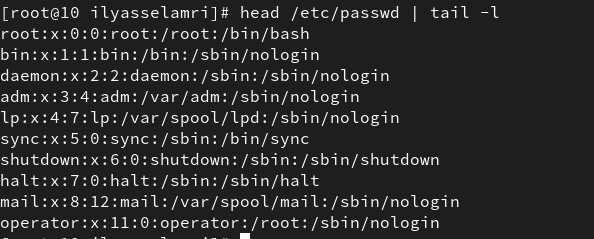 [root@10 ilyasselamri]# head /etc/passwd | tail -l
root:x:0:0:root:/root:/bin/bash
bin:x:1:1:bin:/bin:/sbin/nologin
daemon:x:2:2:daemon:/sbin:/sbin/nologin
adm:x:3:4:adm:/var/adm:/sbin/nologin
lp:x:4:7:lp:/var/spool/lpd:/sbin/nologin
sync:x:5:0:sync:/sbin:/bin/sync
shutdown:x:6:0:shutdown:/sbin:/sbin/shutdown
halt:x:7:0:halt:/sbin:/sbin/halt
mail:x:8:12:mail:/var/spool/mail:/sbin/nologin
operator:x:11:0:operator:/root:/sbin/nologin